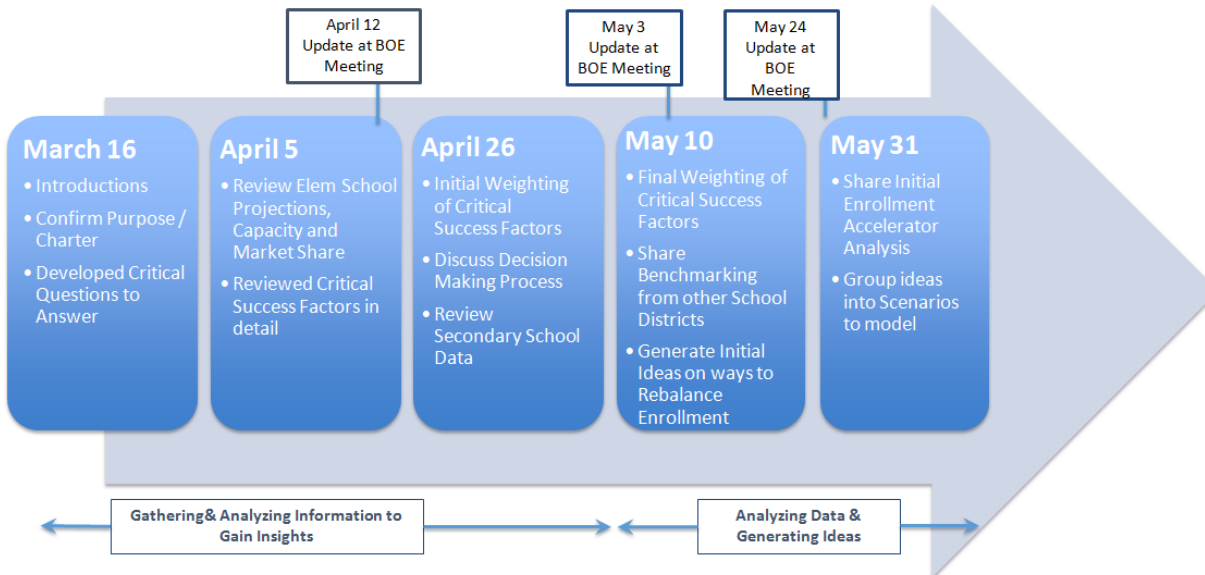 April 12
Update at BOE
Meeting
May 3
Update at
BOE Meeting
May 24
Update at
BOE
Meeting
March 16
• Introductions
• Confirm Purpose /
Charter
• Developed Critical
Questions to
Answer
April 5
• Review Elem School
Projections,
Capacity and
Market Share
• Reviewed Critical
Success Factors in
detail
April 26
• Initial Weighting
of Critical
Success Factors
• Discuss Decision
Making Process
• Review
Secondary School
Data
May 10
• Final Weighting of
Critical Success
Factors
• Share
Benchmarking
from other School
Districts
• Generate Initial
Ideas on ways to
Rebalance
Enrollment
May 31
• Share Initial
Enrollment
Accelerator
Analysis
• Group ideas
into Scenarios
to model
Gathering& Analyzing Information to
Gain Insights
Analyzing Data &
Generating Ideas